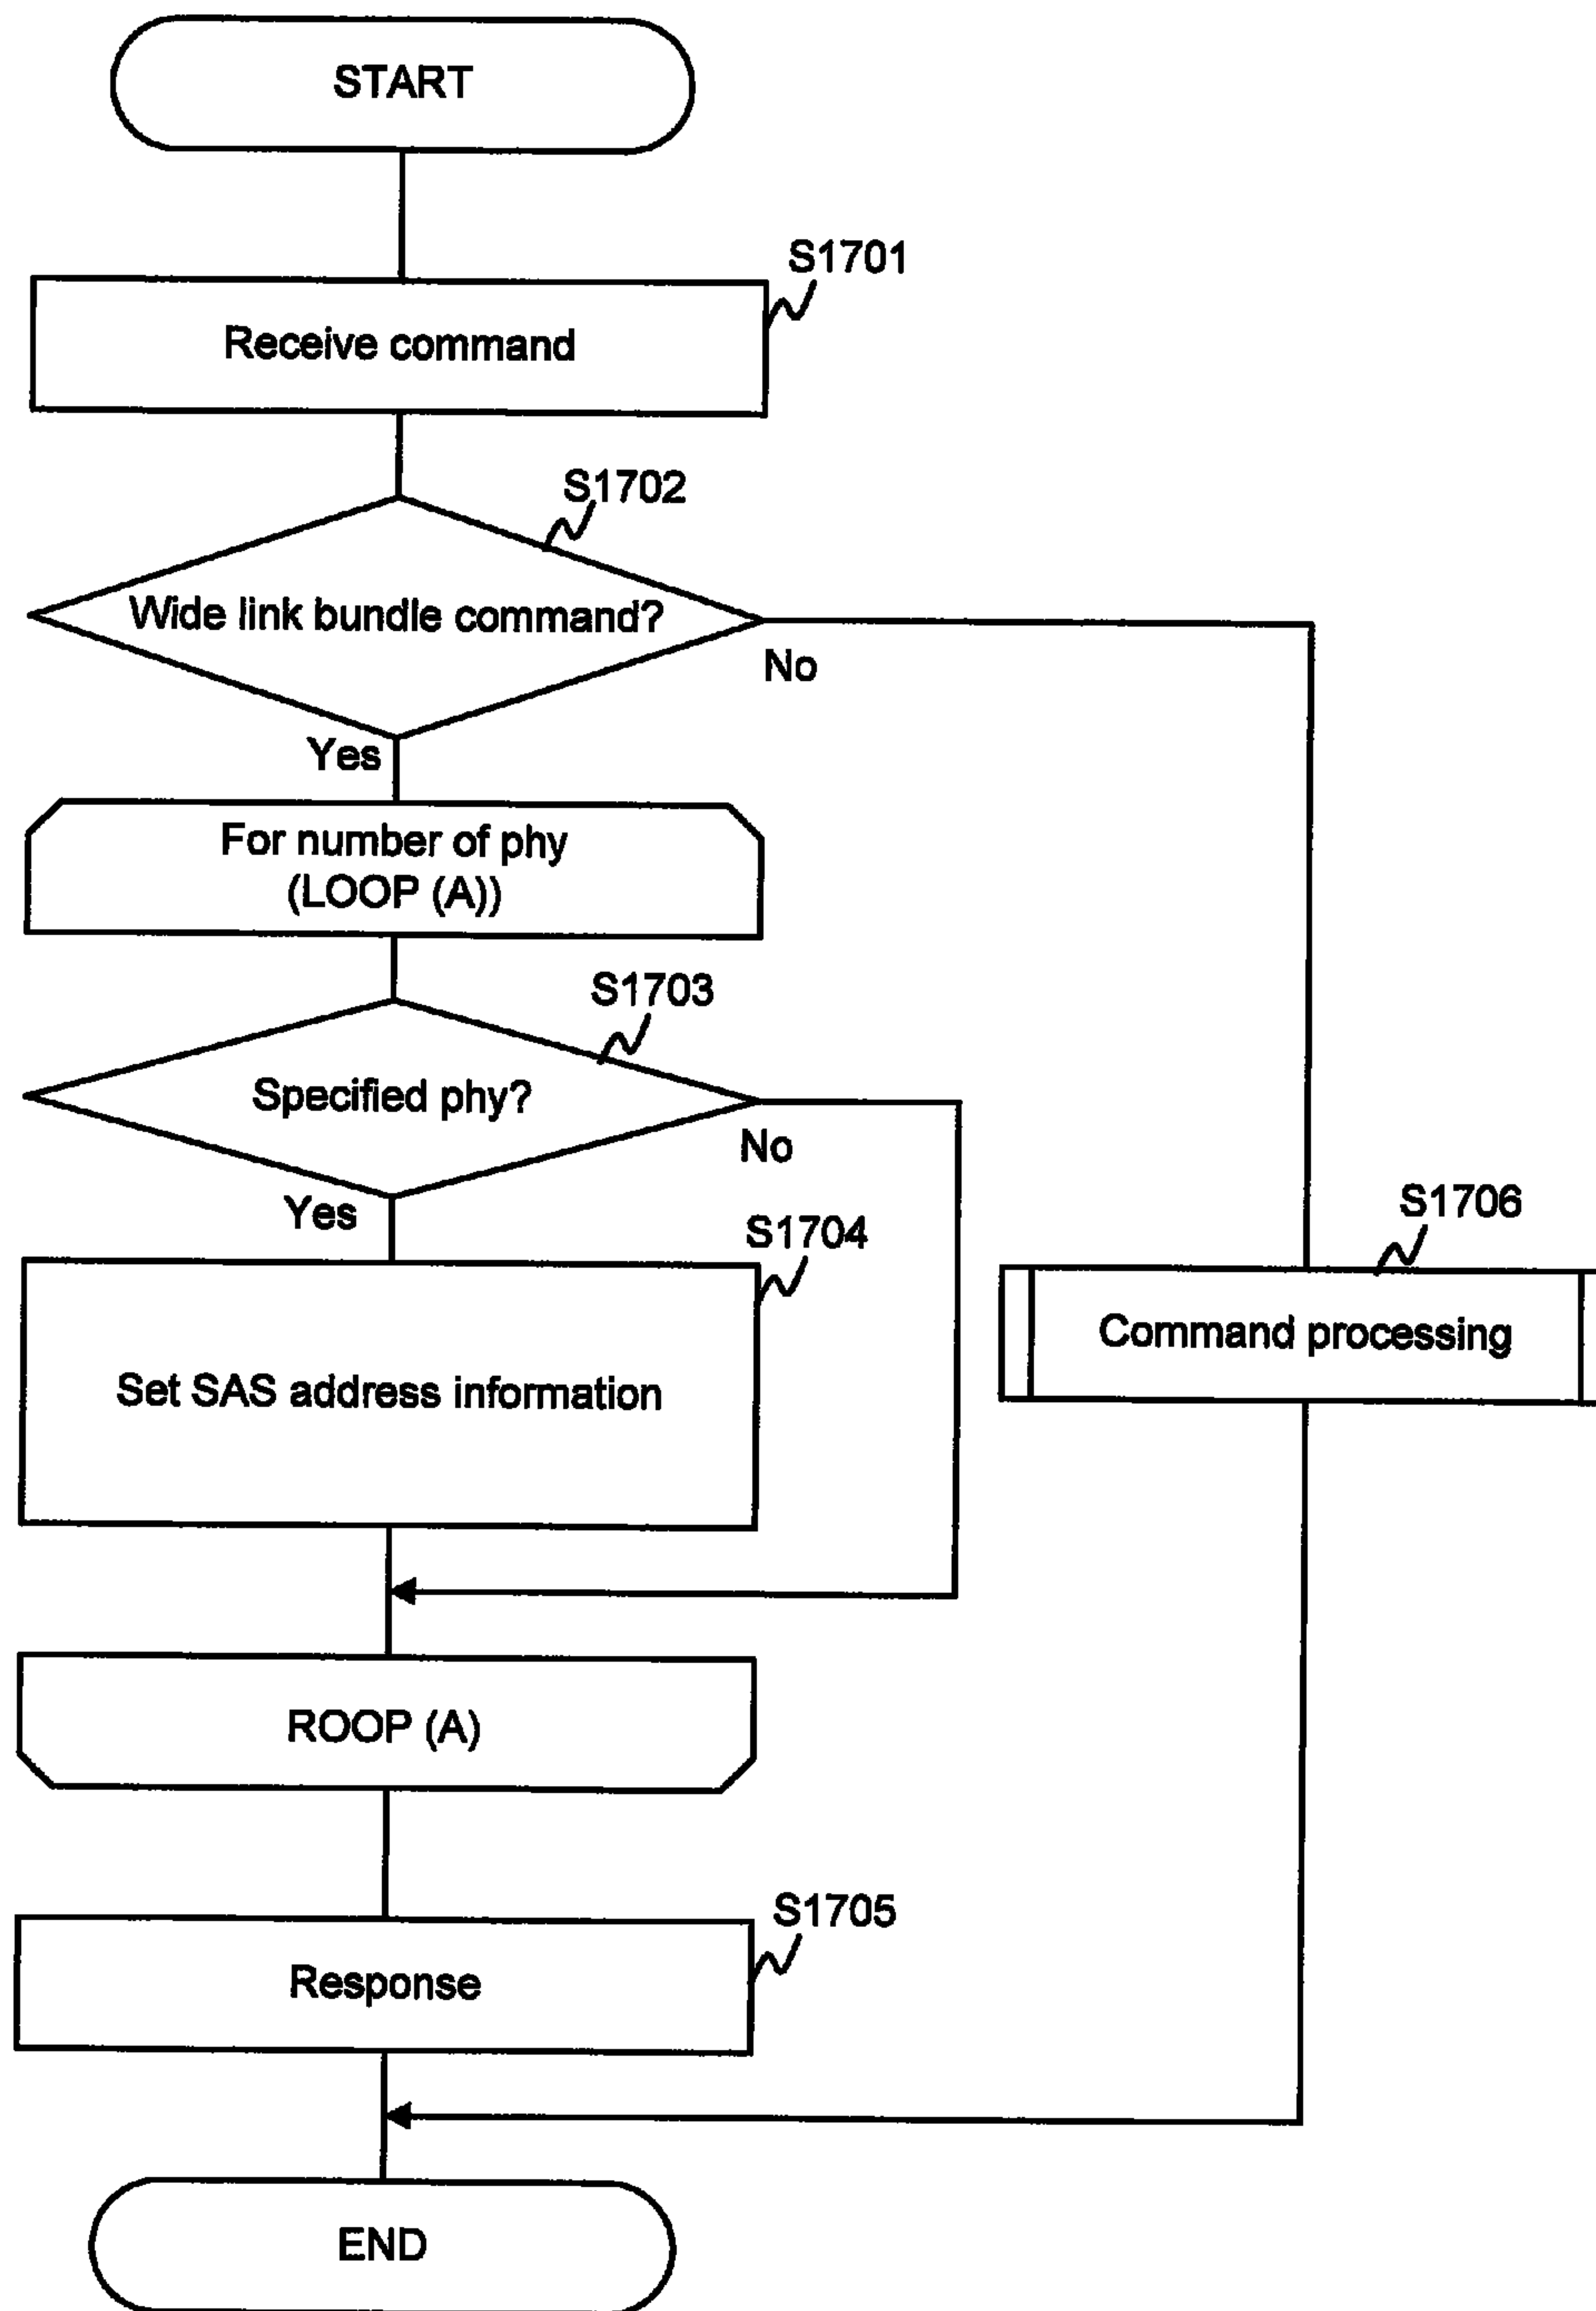 START
S1701
Receive command
S1702
Wide link bundle command?
No
Yes
For number of phy
(LOOP (A))
S1703
Specified phy?
No
Yes
S1704
S1706
Set SAS address information
Command processing
ROOP (A)
S1705
Response
END